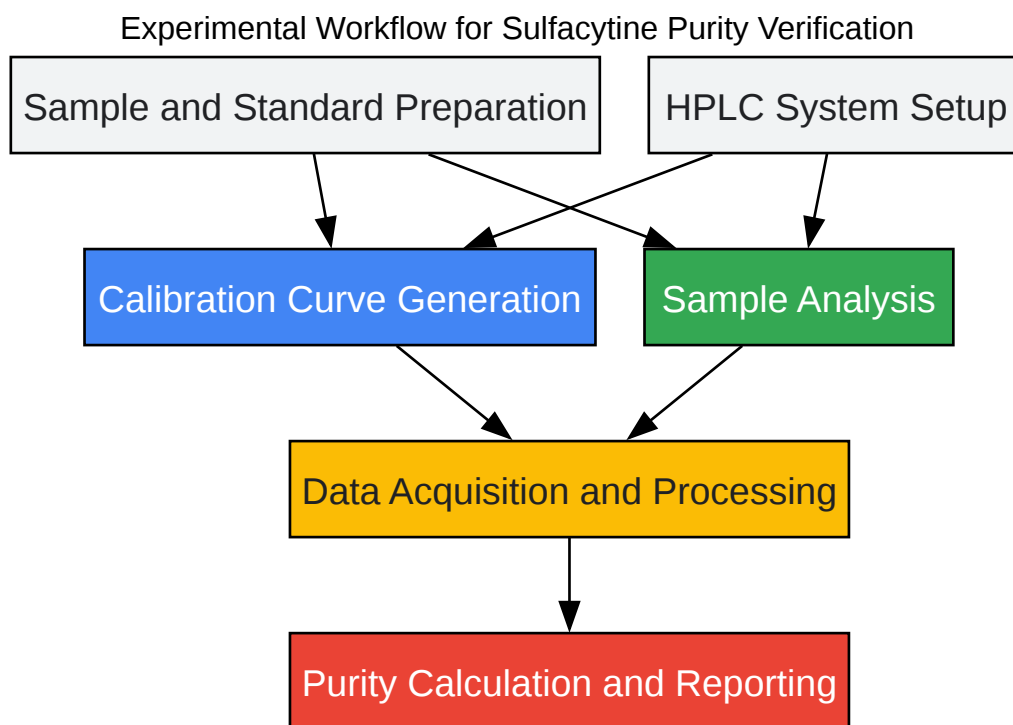 Experimental Workflow for Sulfacytine Purity Verification
Sample and Standard Preparation
HPLC System Setup
Calibration Curve Generation
Sample Analysis
Data Acquisition and Processing
Purity Calculation and Reporting